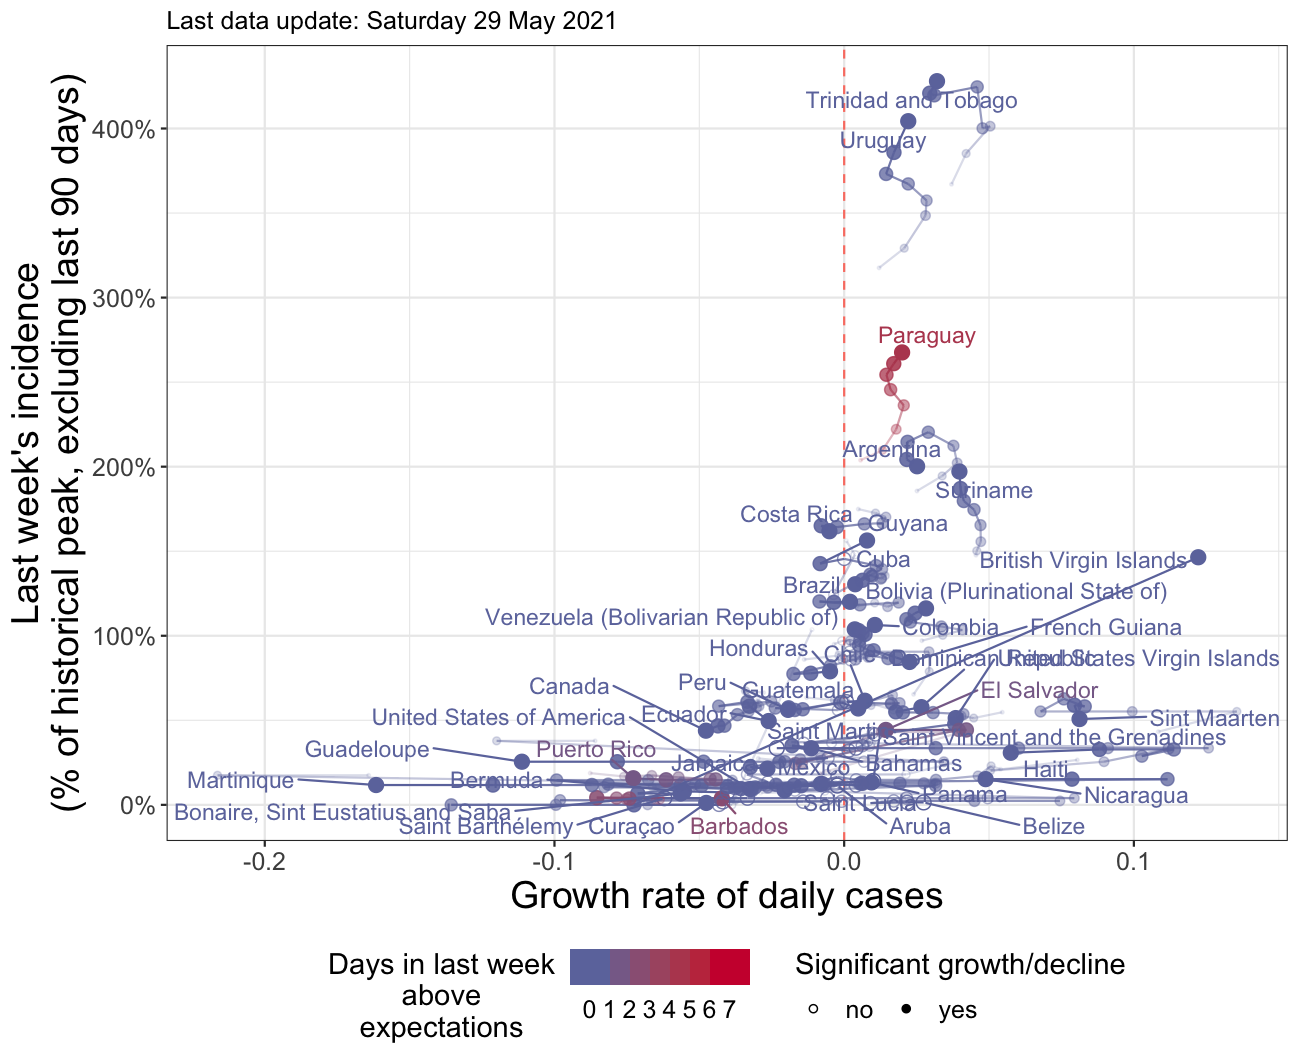 Last data update: Saturday 29 May 2021
Last week's incidence
(% of historical peak, excluding last 90 days)
400%
300%
200%
100%
0%
Trinidad and Tobago
Uruguay
Paraguay
Argentina
Suriname
Costa Rica
Guyana
Cuba
British Virgin Islands
Brazil
Bolivia (Plurinational State of)
Venezuela (Bolivarian Republic of)
Colombia
French Guiana
Honduras
Chile
Dominican Republic
United States Virgin Islands
Canada
Peru
Guatemala
El Salvador
United States of America
Ecuador
Saint Martin
Sint Maarten
Saint Vincent and the Grenadines
Guadeloupe
Puerto Rico
Jamaica
Mexico
Bahamas
Haiti
Martinique
Bermuda
Panama
Nicaragua
Saint Lucia
Bonaire, Sint Eustatius and Saba
Saint Barthélemy
Curaçao
Barbados
Aruba
Belize
-0.2
-0.1
0.0
0.1
Growth rate of daily cases
Days in last week
above
expectations
0 1 2 3 4 5 6 7
Significant growth/decline
no
yes